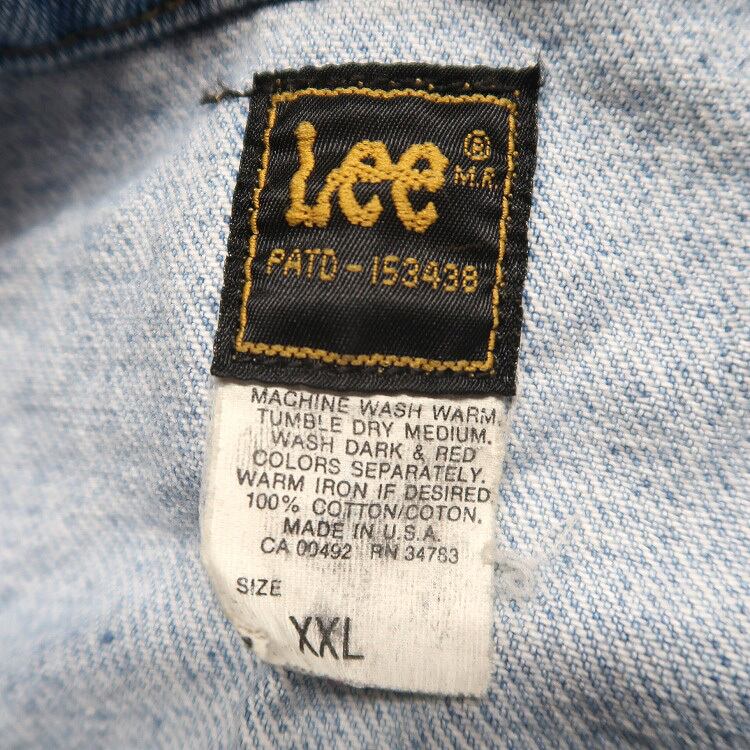 Lee ® M.R.
PATD-153438
MACHINE WASH WARM.
TUMBLE DRY MEDIUM.
WASH DARK & RED
COLORS SEPARATELY.
WARM IRON IF DESIRED
100% COTTON/COTON.
MADE IN U.S.A.
CA 00492 RN 34783
SIZE
XXL